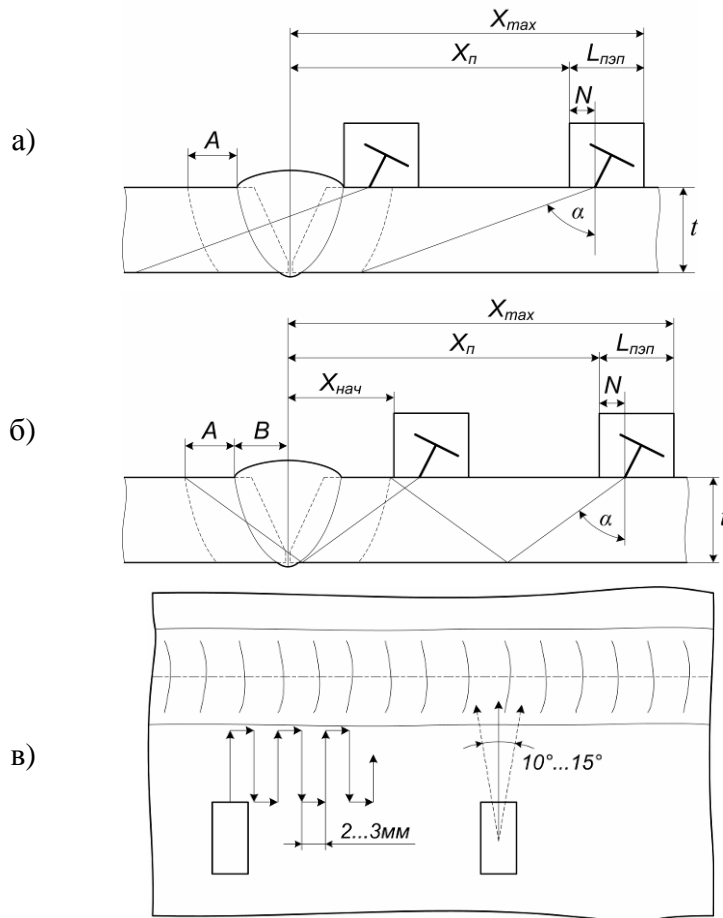 а)
X_max
X_п
L_пэп
N
A
α
t
б)
X_max
X_п
L_пэп
X_нач
N
A
B
α
t
в)
10°...15°
2...3мм